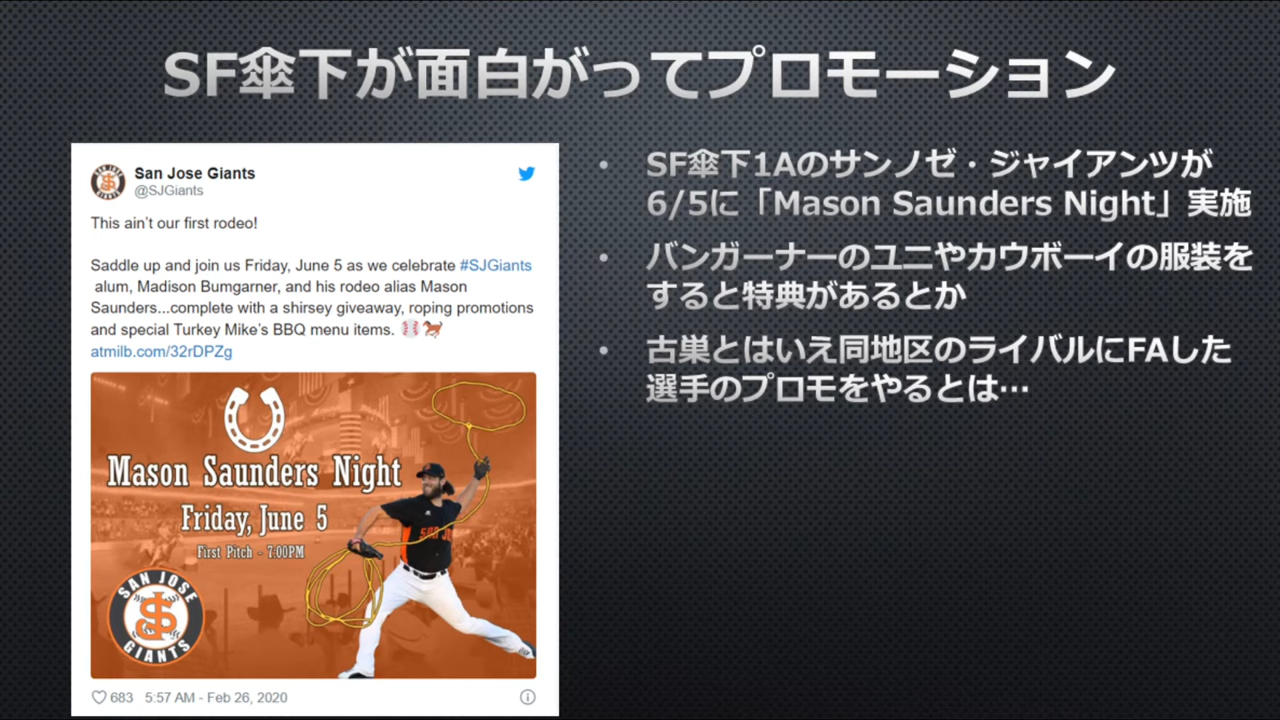 SF傘下が面白がってプロモーション
San Jose Giants
@SJGiants
This ain't our first rodeo!
Saddle up and join us Friday, June 5 as we celebrate #SJGiants
alum, Madison Bumgarner, and his rodeo alias Mason
Saunders...complete with a shirsey giveaway, roping promotions
and special Turkey Mike's BBQ menu items.
atmilb.com/32rDPZg
Mason Saunders Night
Friday, June 5
First Pitch - 7:00PM
SAN JOSE
SJ
GIANTS
SAN JOSE
683 5:57 AM - Feb 26, 2020
• SF傘下1Aのサンノゼ・ジャイアンツが
6/5に「Mason Saunders Night」実施
• バンガーナーのユニやカウボーイの服装を
すると特典があるとか
• 古巣とはいえ同地区のライバルにFAした
選手のプロモをやるとは…